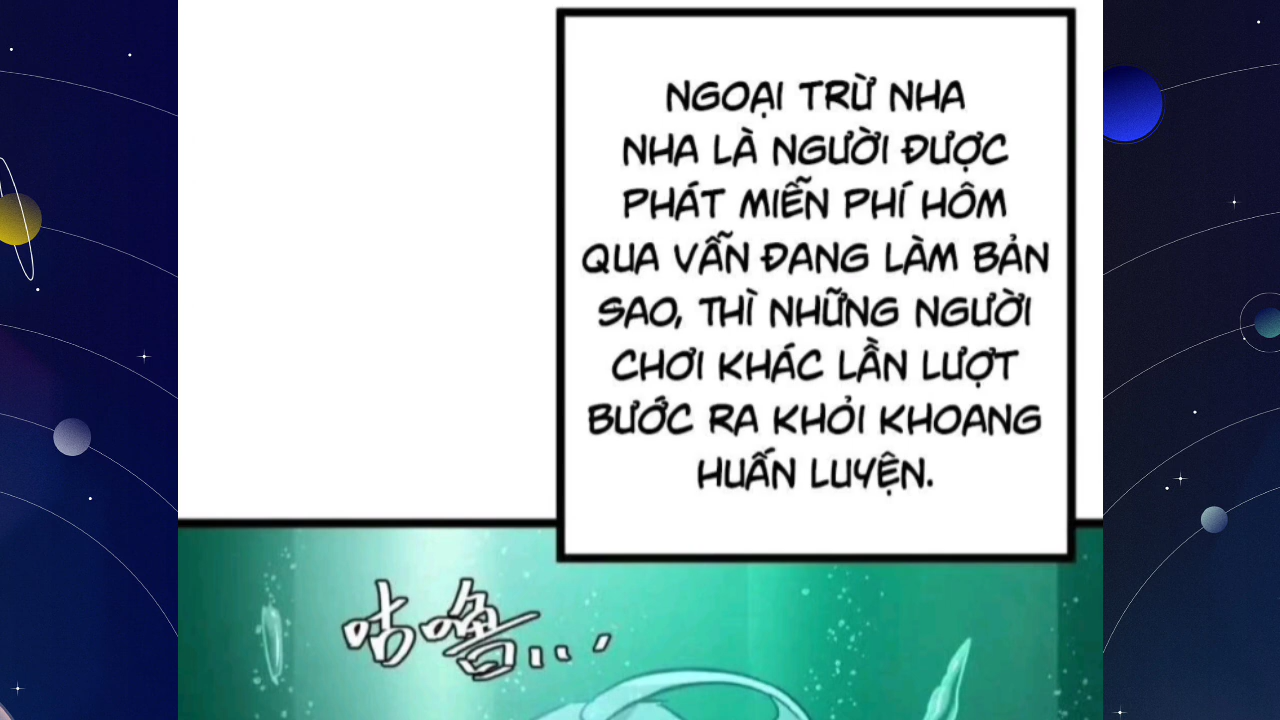 NGOẠI TRỪ NHA
NHA LÀ NGƯỜI ĐƯỢC
PHÁT MIỄN PHÍ HÔM
QUA VẪN ĐANG LÀM BẢN
SAO, THÌ NHỮNG NGƯỜI
CHƠI KHÁC LẦN LƯỢT
BƯỚC RA KHỎI KHOANG
HUẤN LUYỆN.
咕噜...